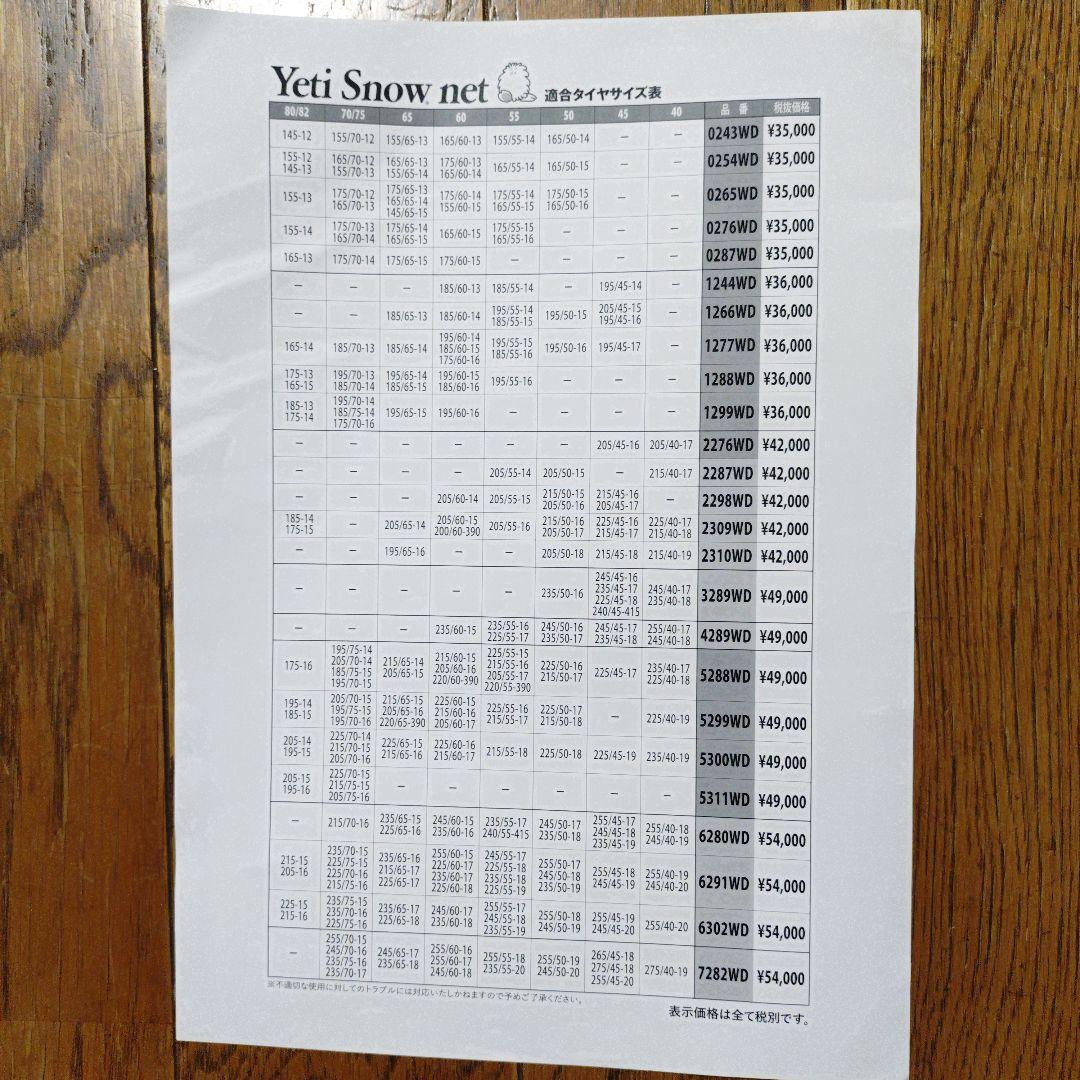 Yeti Snow net 適合タイヤサイズ表
80/82 70/75 65 60 55 50 45 40 品 番 税抜価格
145-12 155/70-12 155/65-13 165/60-13 155/55-14 165/50-14 － － 0243WD ¥35,000
155-12 165/70-12 165/65-13 175/60-13 165/55-14 165/50-15 － － 0254WD ¥35,000
145-13 155/70-13 155/65-14 165/60-14
155-13 175/70-12 175/65-13 175/60-14 175/55-14 175/50-15 － － 0265WD ¥35,000
165/70-13 165/65-14 155/60-15 165/55-15 165/50-16
145/65-15
155-14 175/70-13 175/65-14 165/60-15 175/55-15 － － － 0276WD ¥35,000
165/70-14 165/65-15 165/55-16
165-13 175/70-14 175/65-15 175/60-15 － － － － 0287WD ¥35,000
－ － － 185/60-13 185/55-14 － 195/45-14 － 1244WD ¥36,000
－ － 185/65-13 185/60-14 195/55-14 195/50-15 205/45-15 － 1266WD ¥36,000
185/55-15 195/45-16
165-14 185/70-13 185/65-14 195/60-14 195/55-15 195/50-16 195/45-17 － 1277WD ¥36,000
185/60-15 185/55-16
175/60-16
175-13 195/70-13 195/65-14 195/60-15 195/55-16 － － － 1288WD ¥36,000
165-15 185/70-14 185/65-15 185/60-16
185-13 195/70-14 195/65-15 195/60-16 － － － － 1299WD ¥36,000
175-14 185/75-14
175/70-16
－ － － － － － 205/45-16 205/40-17 2276WD ¥42,000
－ － － － 205/55-14 205/50-15 － 215/40-17 2287WD ¥42,000
－ － － 205/60-14 205/55-15 215/50-15 215/45-16 － 2298WD ¥42,000
205/50-16 205/45-17
185-14 － 205/65-14 205/60-15 205/55-16 215/50-16 225/45-16 225/40-17 2309WD ¥42,000
175-15 200/60-390 205/50-17 215/45-17 215/40-18
－ － 195/65-16 － － 205/50-18 215/45-18 215/40-19 2310WD ¥42,000
－ － － － － 235/50-16 245/45-16 245/40-17 3289WD ¥49,000
235/45-17 235/40-18
225/45-18
240/45-415
－ － － 235/60-15 235/55-16 245/50-16 245/45-17 255/40-17 4289WD ¥49,000
225/55-17 235/50-17 235/45-18 245/40-18
175-16 195/75-14 215/65-14 215/60-15 225/55-15 225/50-16 225/45-17 235/40-17 5288WD ¥49,000
205/70-14 205/65-15 205/60-16 215/55-16 215/50-17 225/40-18
185/75-15 220/60-390 205/55-17
195/70-15 220/55-390
195-14 205/70-15 215/65-15 225/60-15 225/55-16 225/50-17 － 225/40-19 5299WD ¥49,000
185-15 195/75-15 205/65-16 215/60-16 215/55-17 215/50-18
195/70-16 220/65-390 205/60-17
205-14 225/70-14 225/65-15 225/60-16 215/55-18 225/50-18 225/45-19 235/40-19 5300WD ¥49,000
195-15 215/70-15 215/65-16 215/60-17
205/70-16
205-15 225/70-15 － － － － － － 5311WD ¥49,000
195-16 215/75-15
205/75-16
－ 215/70-16 235/65-15 245/60-15 235/55-17 245/50-17 255/45-17 255/40-18 6280WD ¥54,000
225/65-16 235/60-16 240/55-415 235/50-18 245/45-18 245/40-19
235/45-19
215-15 235/70-15 235/65-16 255/60-15 245/55-17 255/50-17 255/45-18 255/40-19 6291WD ¥54,000
205-16 225/75-15 215/65-17 225/60-17 225/55-18 245/50-18 245/45-19 245/40-20
225/70-16 225/65-17 235/60-17 235/55-18 235/50-19
215/75-16 225/60-18 225/55-19
225-15 235/75-15 235/65-17 245/60-17 255/55-17 255/50-18 255/45-19 255/40-20 6302WD ¥54,000
215-16 235/70-16 225/65-18 235/60-18 245/55-18 245/50-19 245/45-20
225/75-16 235/55-19
－ 255/70-15 245/65-17 255/60-16 255/55-18 255/50-19 265/45-18 275/40-19 7282WD ¥54,000
245/70-16 235/65-18 255/60-17 235/55-20 245/50-20 275/45-18
235/75-16 245/60-18 255/45-20
235/70-17
※不適切な使用に対してのトラブルには対応いたしかねますので予めご了承ください。
表示価格は全て税別です。